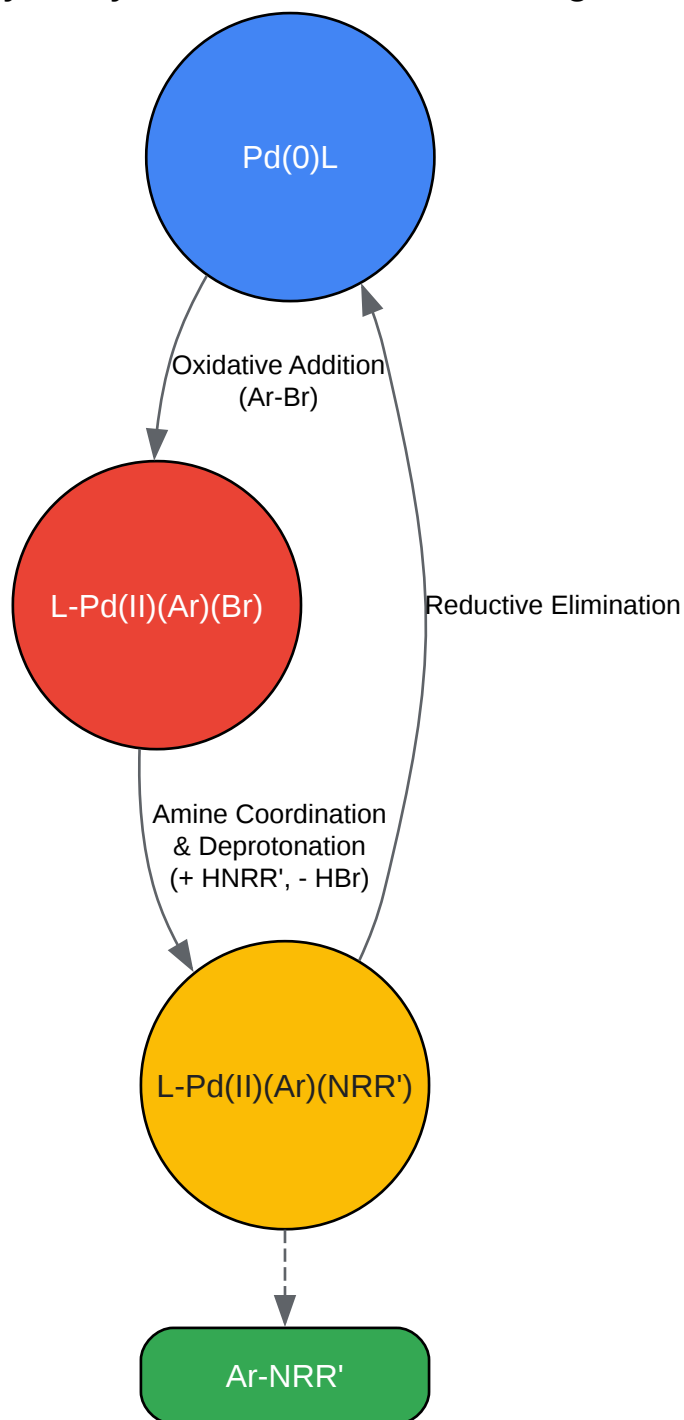 Pd(0)L
Oxidative Addition
(Ar-Br)
L-Pd(II)(Ar)(Br)
Reductive Elimination
Amine Coordination
& Deprotonation
(+ HNRR', - HBr)
L-Pd(II)(Ar)(NRR')
Ar-NRR'